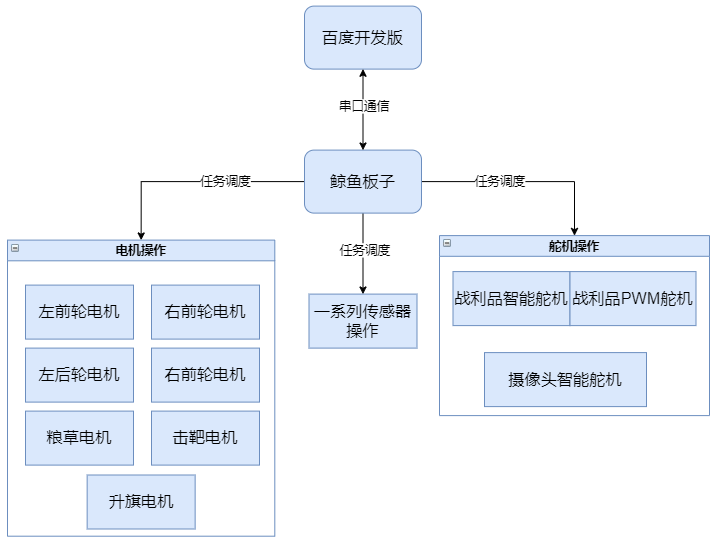 百度开发版
串口通信
鲸鱼板子
任务调度
任务调度
任务调度
电机操作
左前轮电机
右前轮电机
左后轮电机
右前轮电机
粮草电机
击靶电机
升旗电机
一系列传感器
操作
舵机操作
战利品智能舵机
战利品PWM舵机
摄像头智能舵机